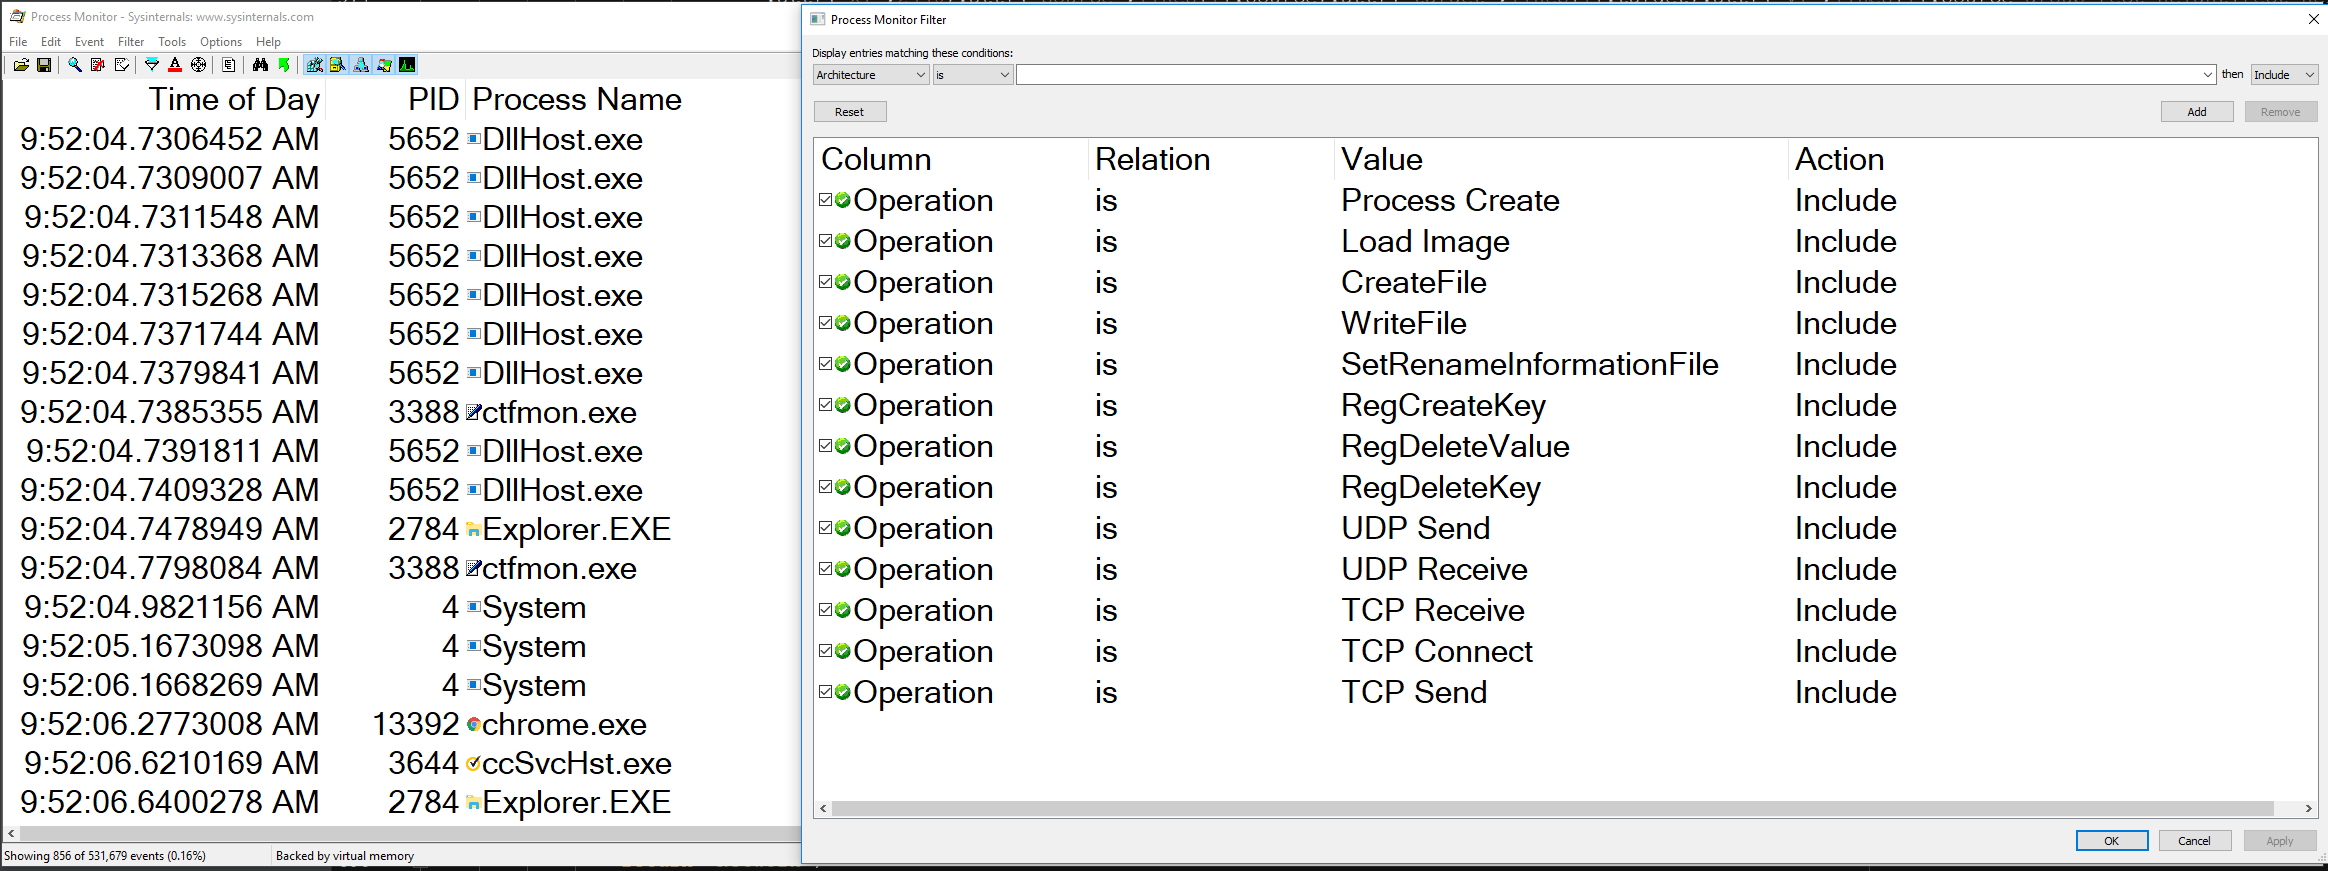 Process Monitor - Sysinternals: www.sysinternals.com
File Edit Event Filter Tools Options Help
Time of Day PID Process Name
9:52:04.7306452 AM 5652 DllHost.exe
9:52:04.7309007 AM 5652 DllHost.exe
9:52:04.7311548 AM 5652 DllHost.exe
9:52:04.7313368 AM 5652 DllHost.exe
9:52:04.7315268 AM 5652 DllHost.exe
9:52:04.7371744 AM 5652 DllHost.exe
9:52:04.7379841 AM 5652 DllHost.exe
9:52:04.7385355 AM 3388 ctfmon.exe
9:52:04.7391811 AM 5652 DllHost.exe
9:52:04.7409328 AM 5652 DllHost.exe
9:52:04.7478949 AM 2784 Explorer.EXE
9:52:04.7798084 AM 3388 ctfmon.exe
9:52:04.9821156 AM 4 System
9:52:05.1673098 AM 4 System
9:52:06.1668269 AM 4 System
9:52:06.2773008 AM 13392 chrome.exe
9:52:06.6210169 AM 3644 ccSvcHst.exe
9:52:06.6400278 AM 2784 Explorer.EXE
Showing 856 of 531,679 events (0.16%) Backed by virtual memory
Process Monitor Filter
Display entries matching these conditions:
Architecture is then Include
Reset Add Remove
Column Relation Value Action
Operation is Process Create Include
Operation is Load Image Include
Operation is CreateFile Include
Operation is WriteFile Include
Operation is SetRenameInformationFile Include
Operation is RegCreateKey Include
Operation is RegDeleteValue Include
Operation is RegDeleteKey Include
Operation is UDP Send Include
Operation is UDP Receive Include
Operation is TCP Receive Include
Operation is TCP Connect Include
Operation is TCP Send Include
OK Cancel Apply